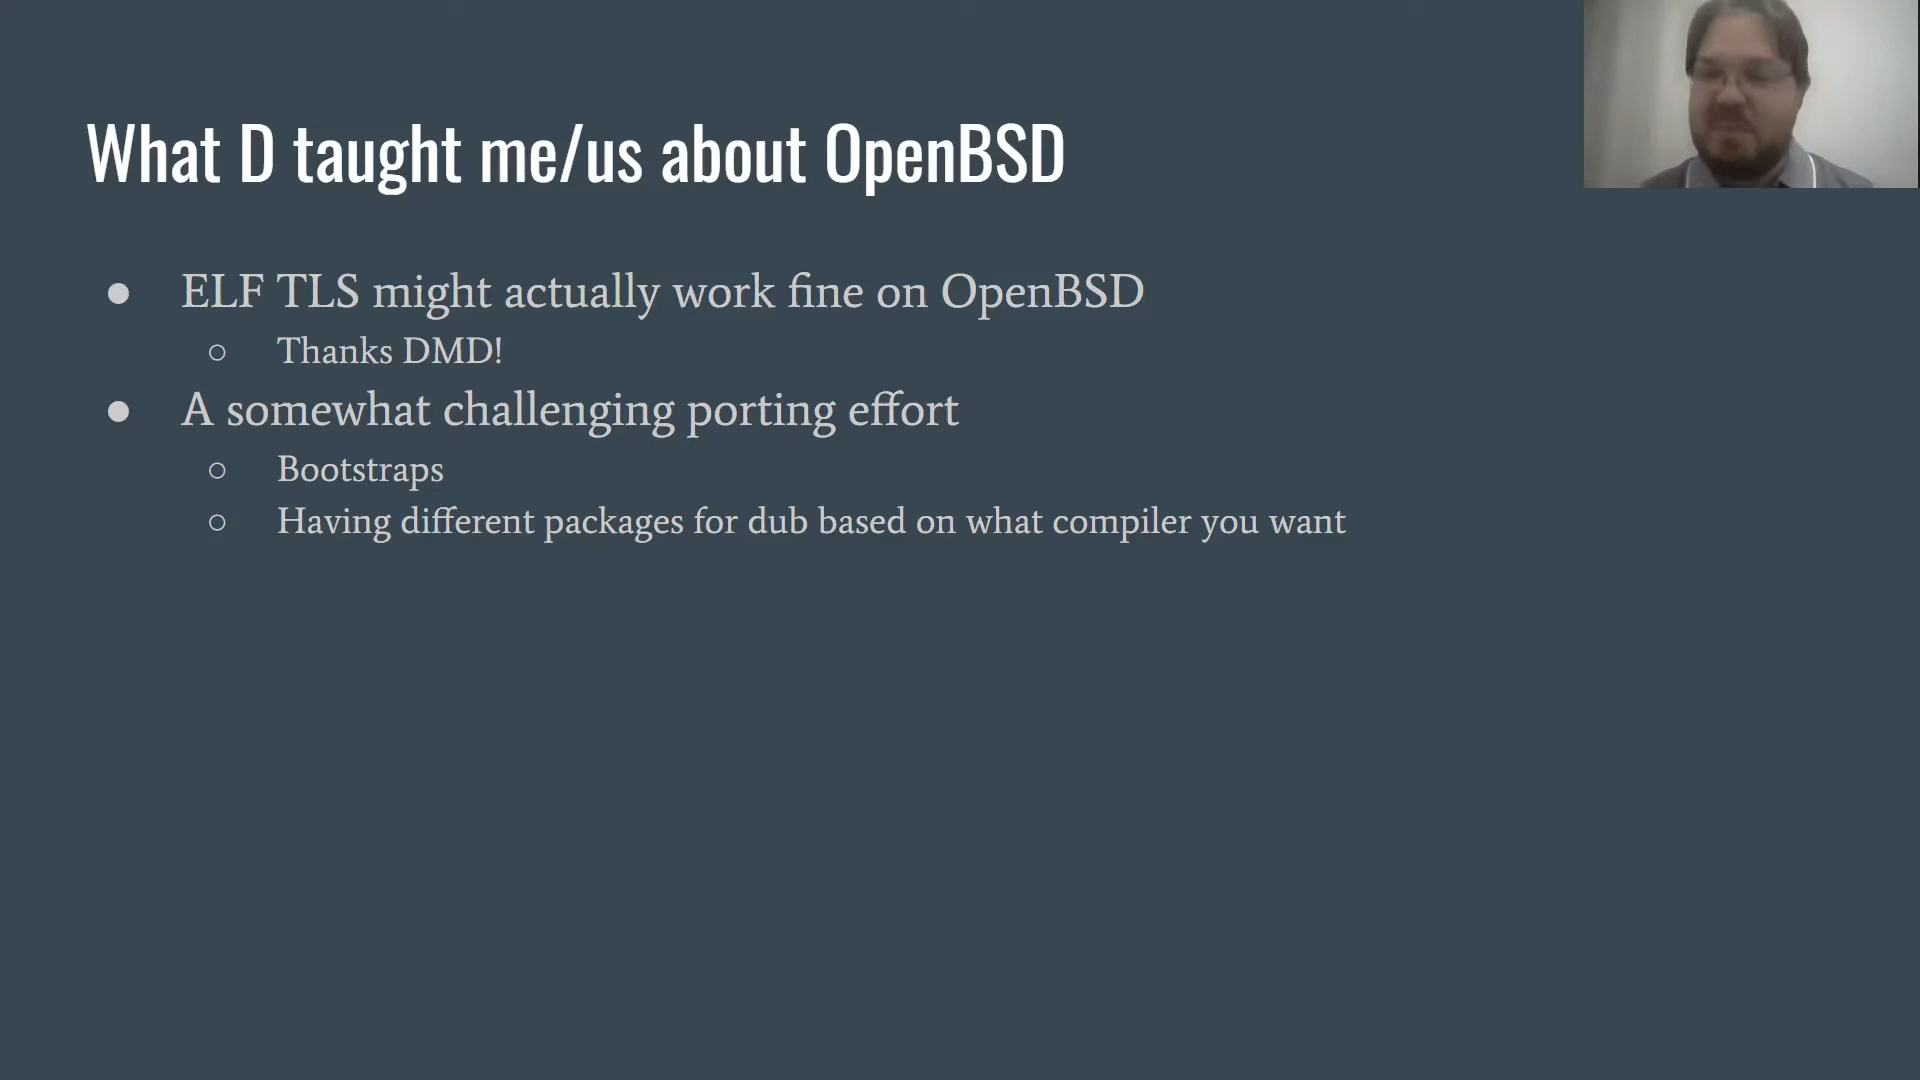 What D taught me/us about OpenBSD
● ELF TLS might actually work fine on OpenBSD
○ Thanks DMD!
● A somewhat challenging porting effort
○ Bootstraps
○ Having different packages for dub based on what compiler you want